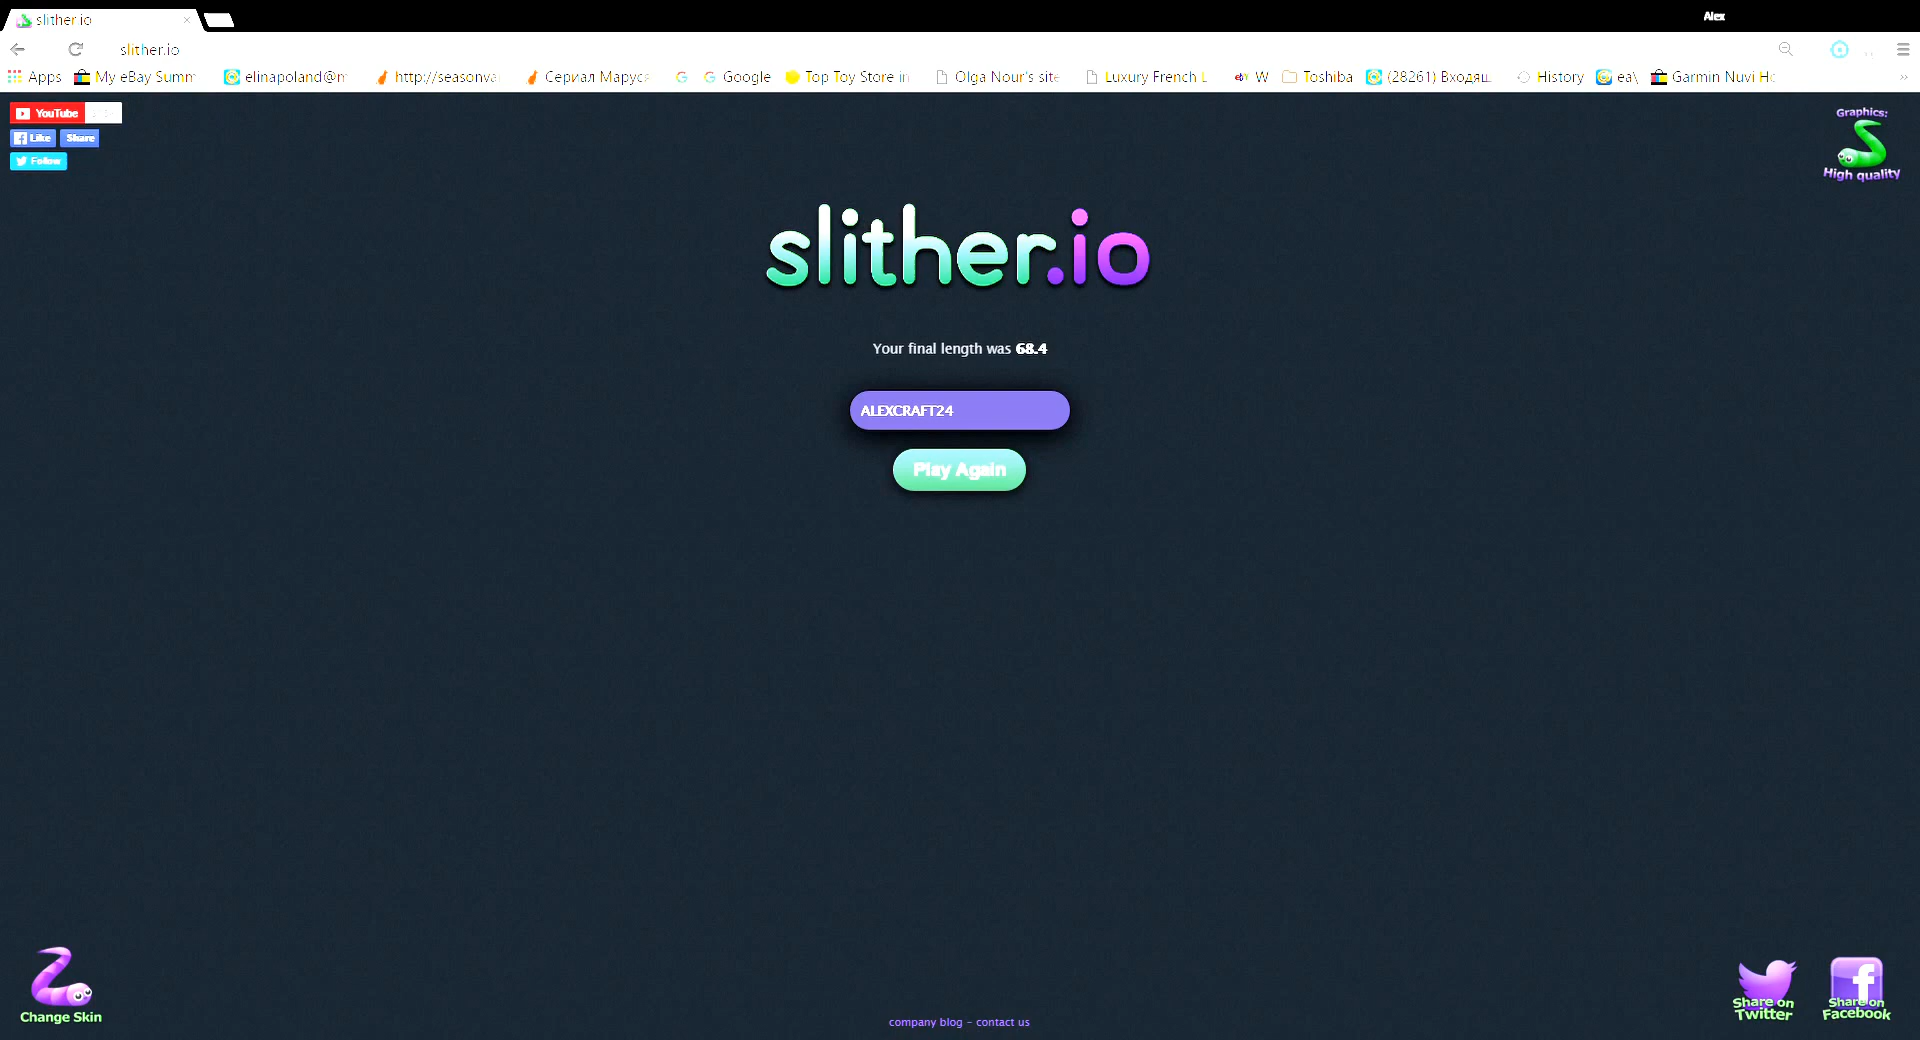 slither.io
Alex
slither.io
Apps My eBay Summ elinapoland@m http://seasonva Сериал Маруся Google Top Toy Store in Olga Nour's site Luxury French L W Toshiba (28261) Входящ History ea\ Garmin Nuvi Ho
YouTube
Like Share
Follow
Graphics:
High quality
slither.io
Your final length was 68.4
ALEXCRAFT24
Play Again
Change Skin
company blog - contact us
Share on
Twitter
Share on
Facebook